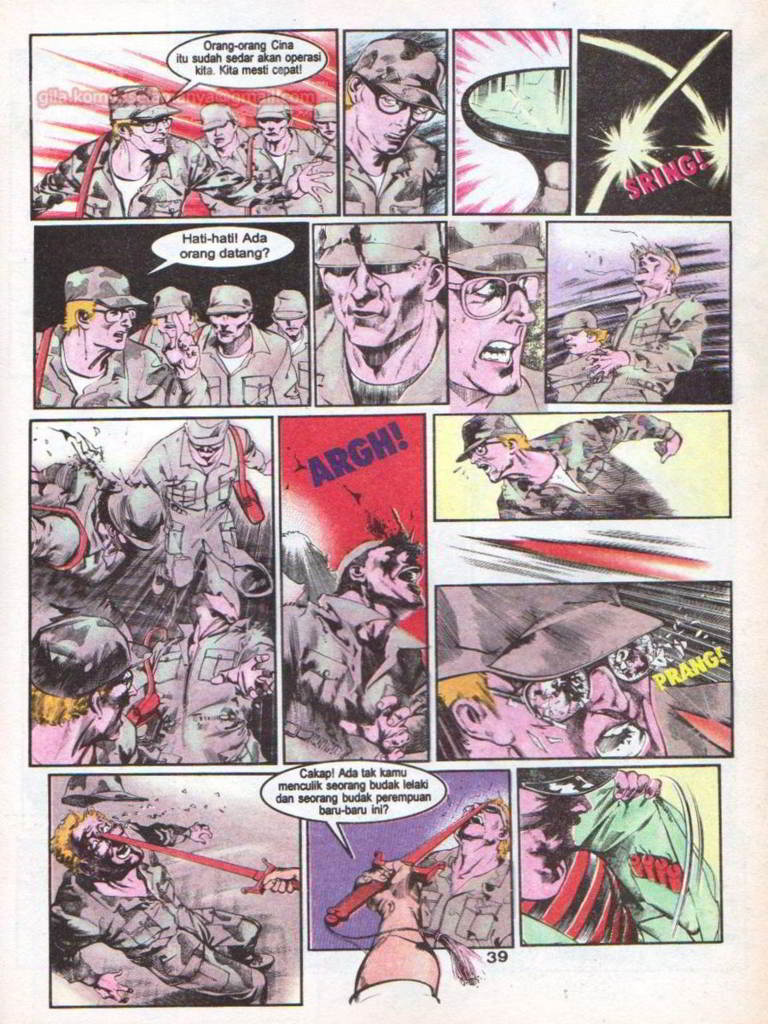 Orang-orang Cina
itu sudah sedar akan operasi
kita. Kita mesti cepat!
SRING!
Hati-hati! Ada
orang datang?
ARGH!
PRANG!
Cakap! Ada tak kamu
menculik seorang budak lelaki
dan seorang budak perempuan
baru-baru ini?
39